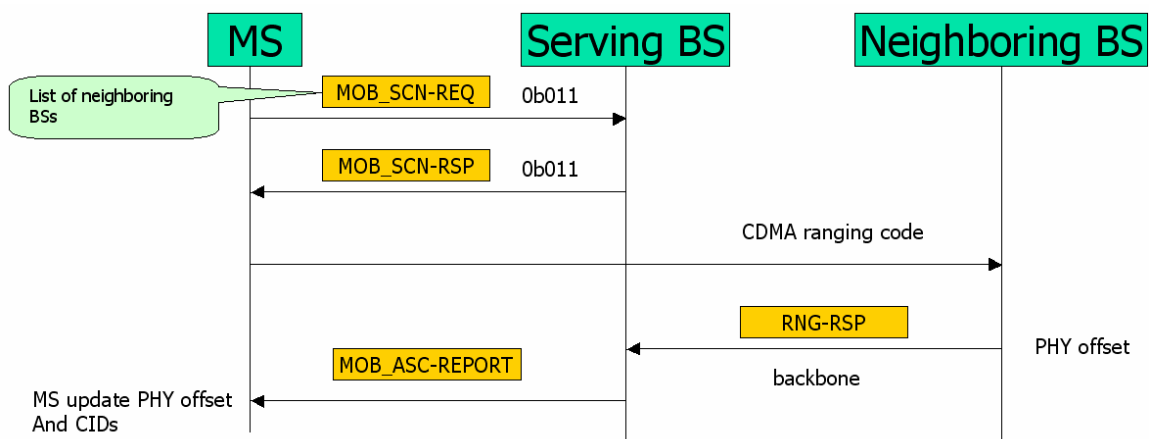 MS
Serving BS
Neighboring BS
List of neighboring
BSs
MOB_SCN-REQ
0b011
MOB_SCN-RSP
0b011
CDMA ranging code
RNG-RSP
PHY offset
MOB_ASC-REPORT
backbone
MS update PHY offset
And CIDs